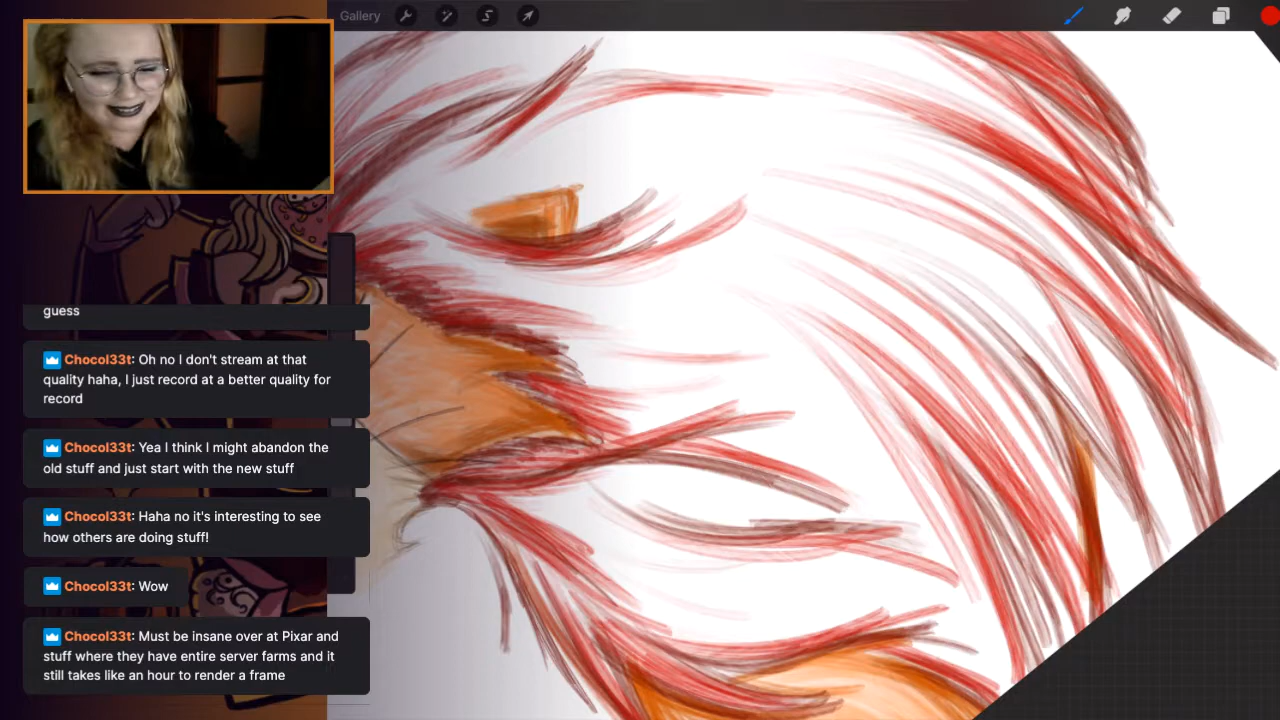 Gallery
guess
Chocol33t: Oh no I don't stream at that
quality haha, I just record at a better quality for
record
Chocol33t: Yea I think I might abandon the
old stuff and just start with the new stuff
Chocol33t: Haha no it's interesting to see
how others are doing stuff!
Chocol33t: Wow
Chocol33t: Must be insane over at Pixar and
stuff where they have entire server farms and it
still takes like an hour to render a frame